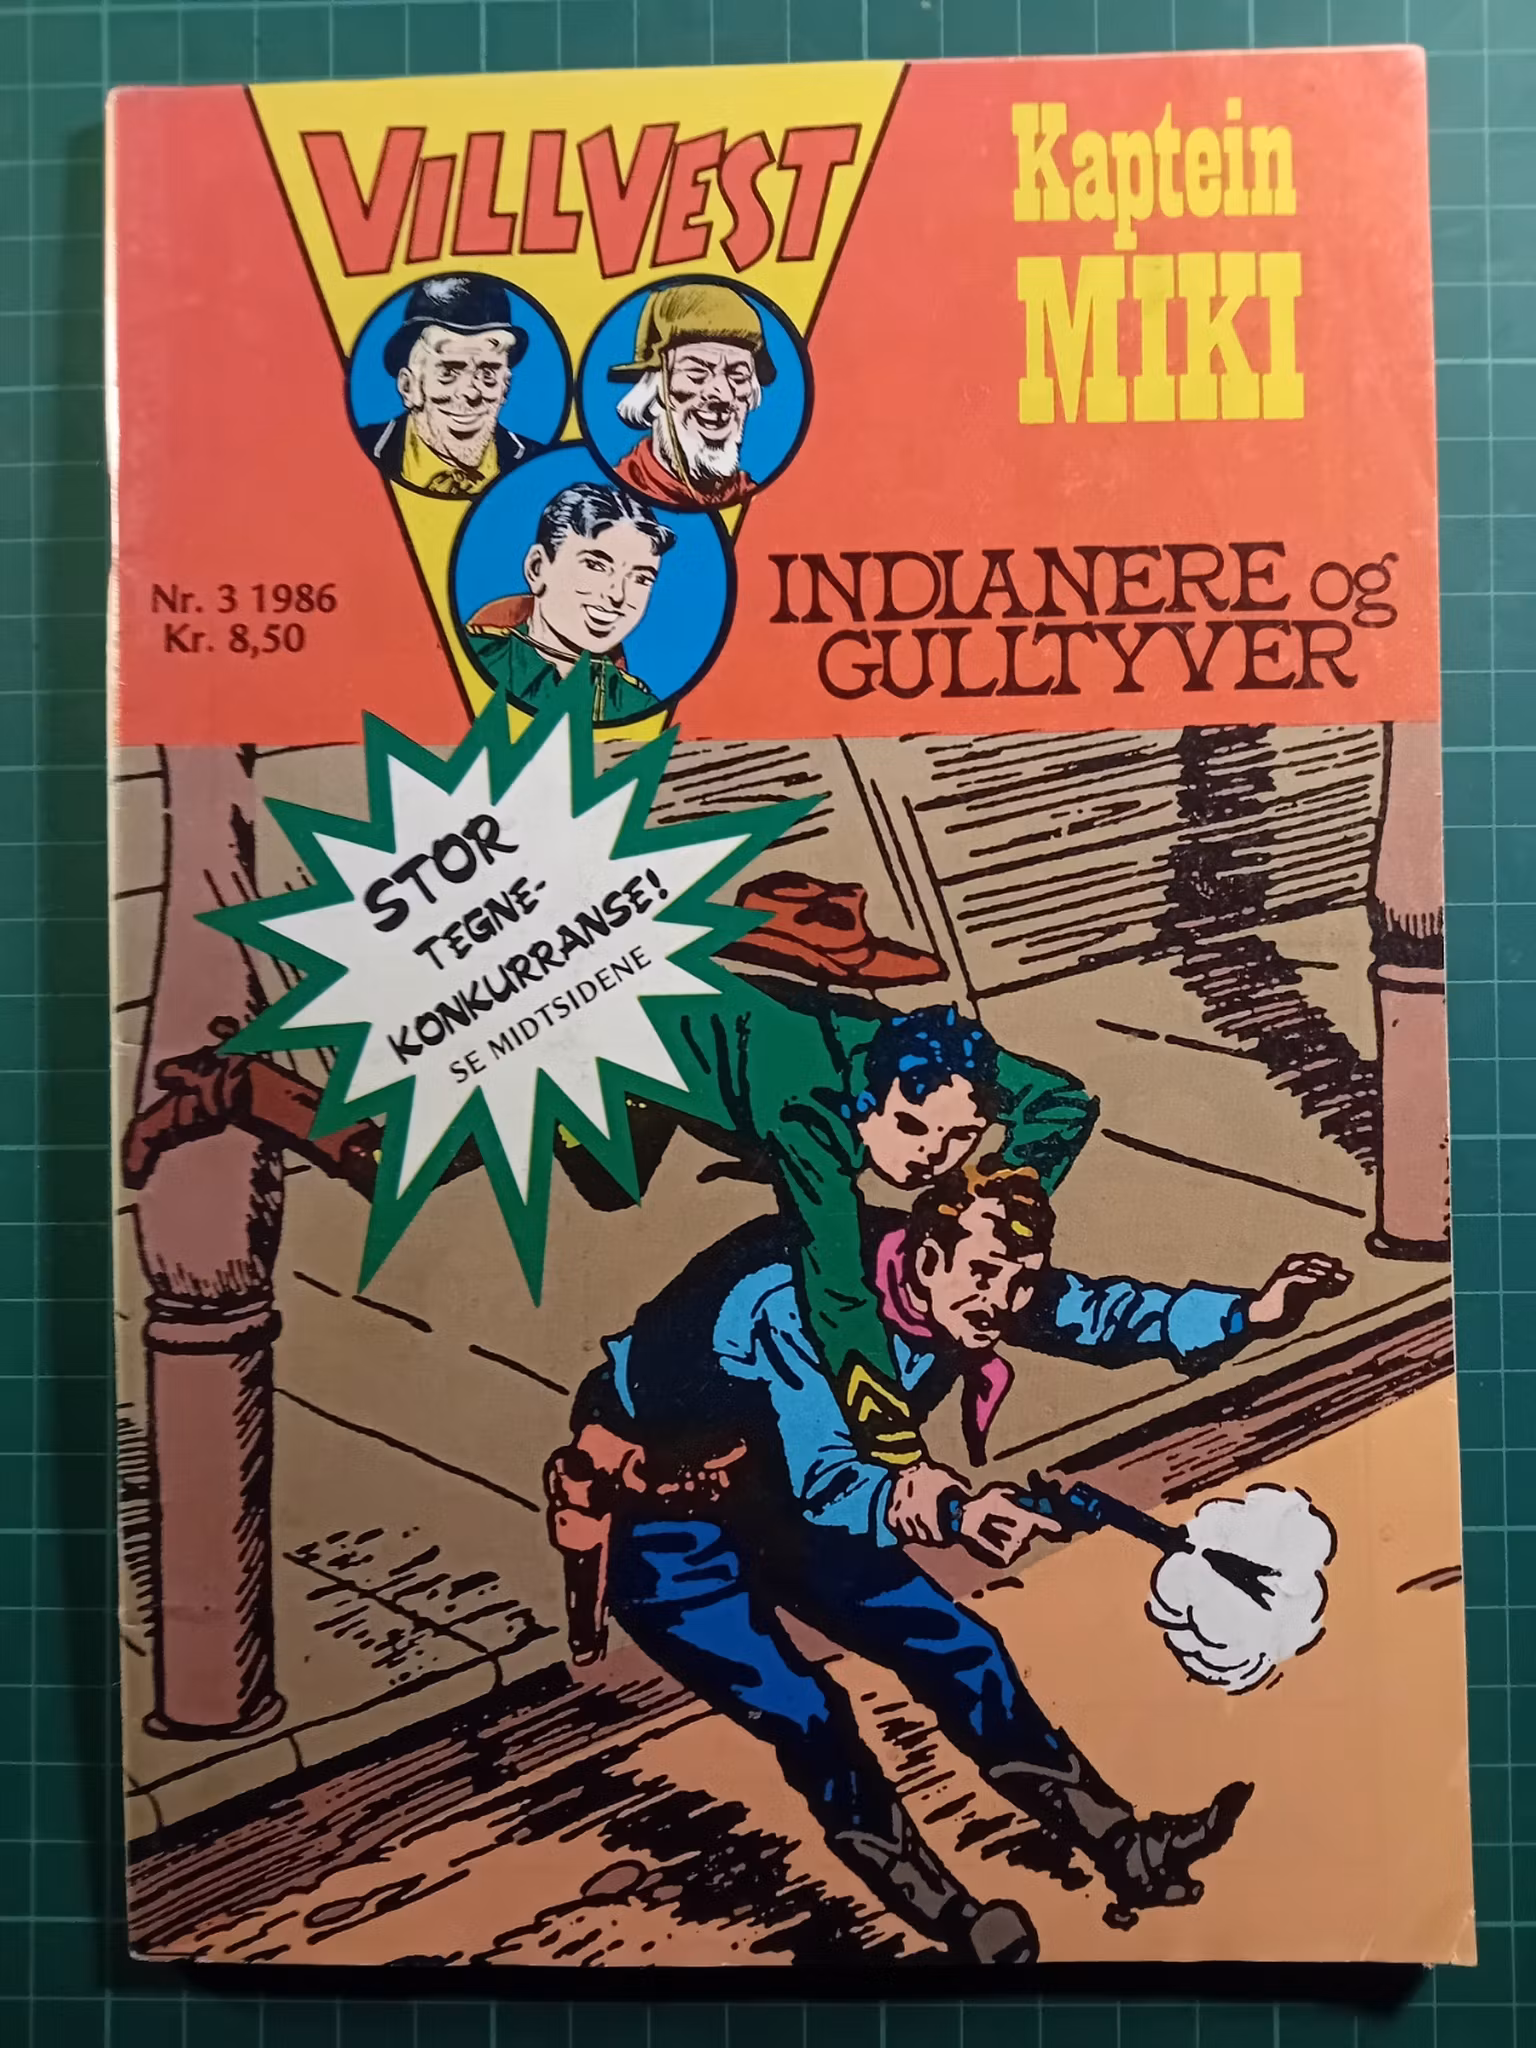 VILLVEST
Kaptein
MIKI
Nr. 3 1986
Kr. 8,50
INDIANERE og
GULLTYVER
STOR
TEGNE-
KONKURRANSE!
SE MIDTSIDENE